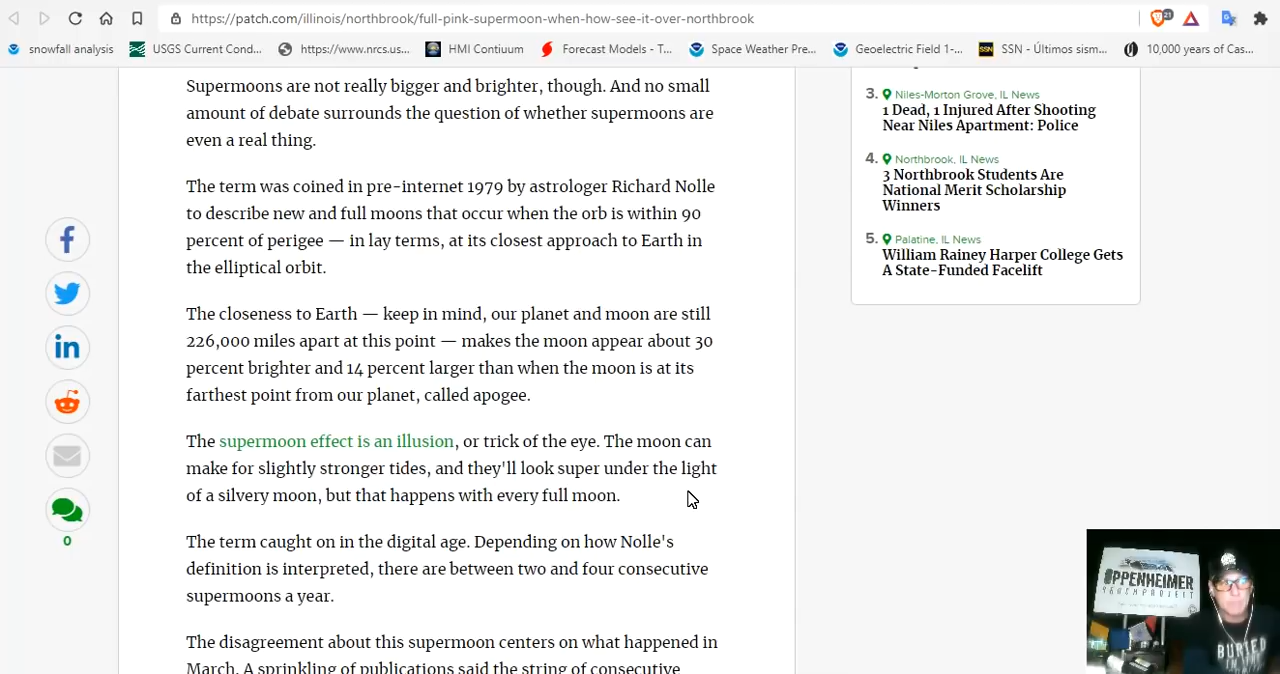 https://patch.com/illinois/northbrook/full-pink-supermoon-when-how-see-it-over-northbrook
21
snowfall analysis
USGS Current Cond...
https://www.nrcs.us...
HMI Contiuum
Forecast Models - T...
Space Weather Pre...
Geoelectric Field 1-...
SSN
SSN - Últimos sism...
10,000 years of Cas...
Supermoons are not really bigger and brighter, though. And no small
amount of debate surrounds the question of whether supermoons are
even a real thing.
The term was coined in pre-internet 1979 by astrologer Richard Nolle
to describe new and full moons that occur when the orb is within 90
percent of perigee — in lay terms, at its closest approach to Earth in
the elliptical orbit.
The closeness to Earth — keep in mind, our planet and moon are still
226,000 miles apart at this point — makes the moon appear about 30
percent brighter and 14 percent larger than when the moon is at its
farthest point from our planet, called apogee.
The supermoon effect is an illusion, or trick of the eye. The moon can
make for slightly stronger tides, and they'll look super under the light
of a silvery moon, but that happens with every full moon.
The term caught on in the digital age. Depending on how Nolle's
definition is interpreted, there are between two and four consecutive
supermoons a year.
The disagreement about this supermoon centers on what happened in
March. A sprinkling of publications said the string of consecutive
0
3. Niles-Morton Grove, IL News
1 Dead, 1 Injured After Shooting
Near Niles Apartment: Police
4. Northbrook, IL News
3 Northbrook Students Are
National Merit Scholarship
Winners
5. Palatine, IL News
William Rainey Harper College Gets
A State-Funded Facelift
OPPENHEIMER
RANCH PROJECT
BURIED